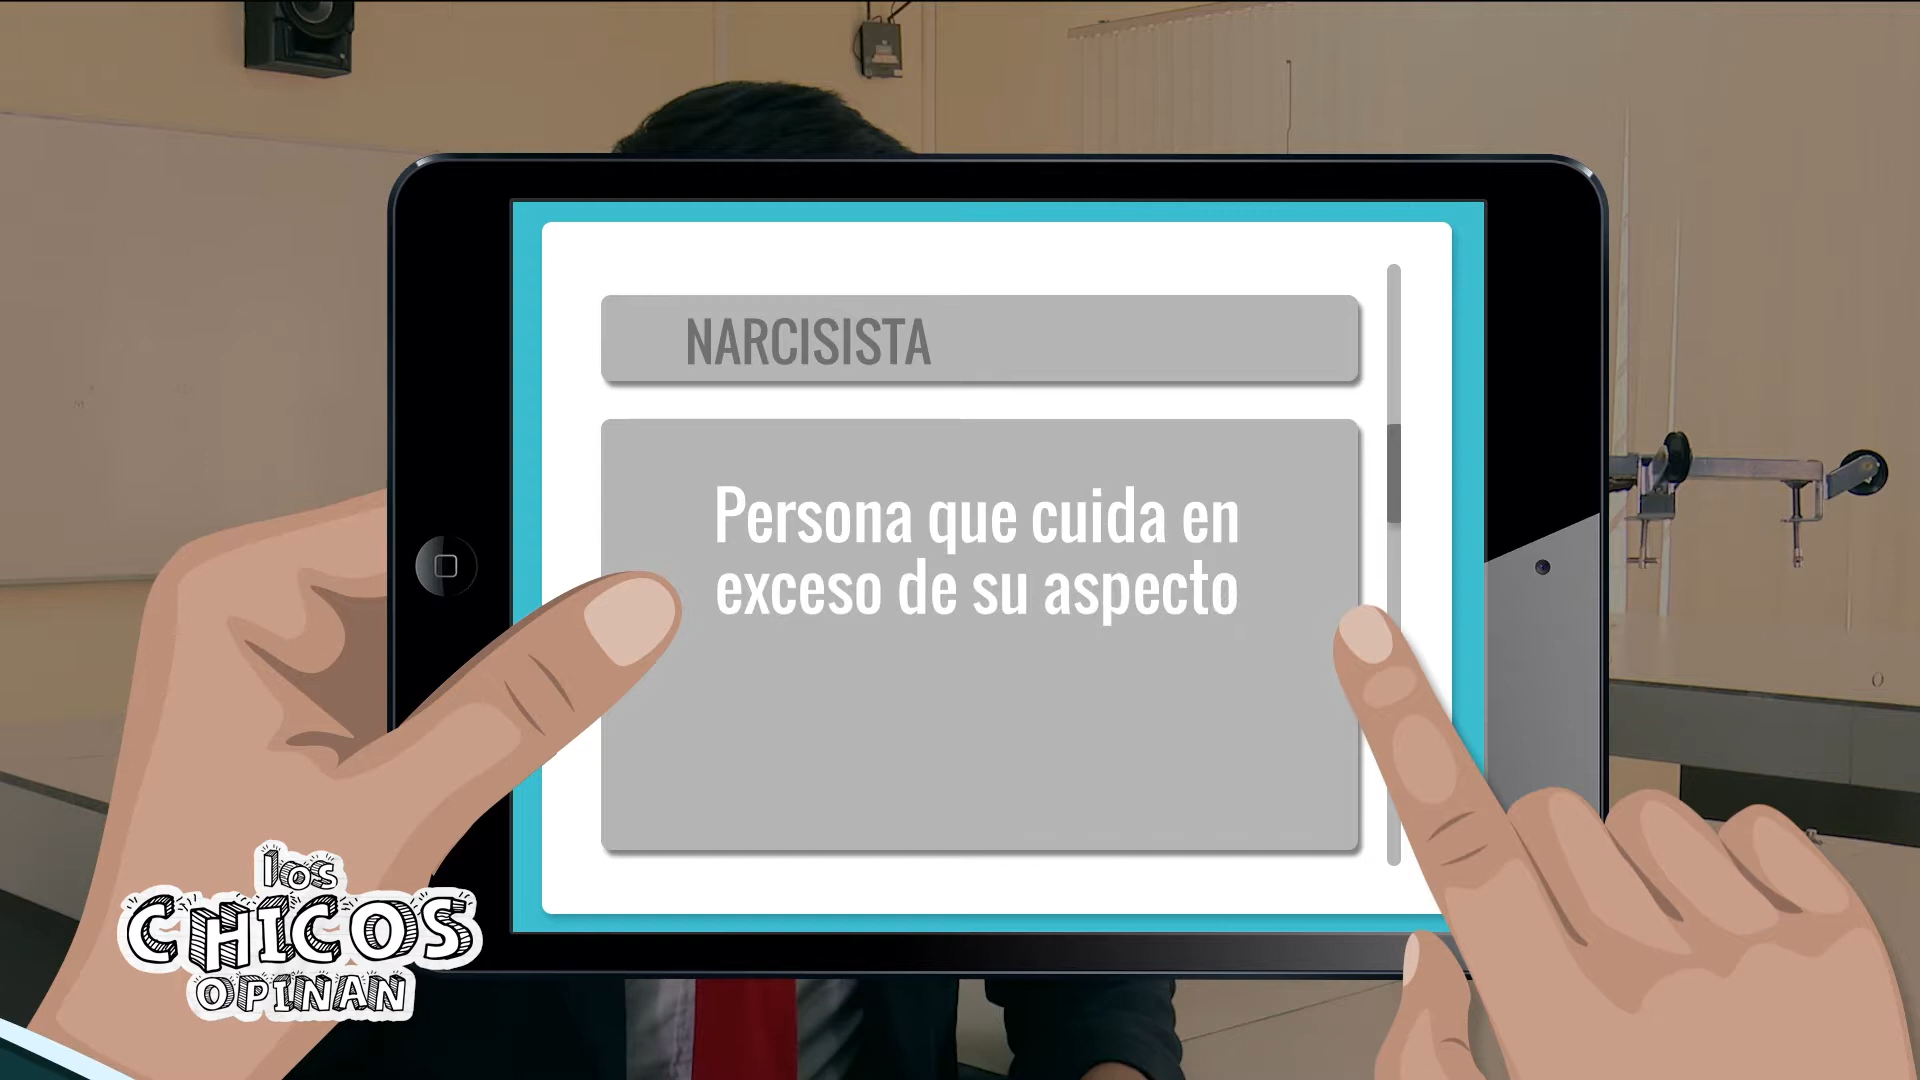 NARCISISTA
Persona que cuida en
exceso de su aspecto
los
CHICOS
OPINAN